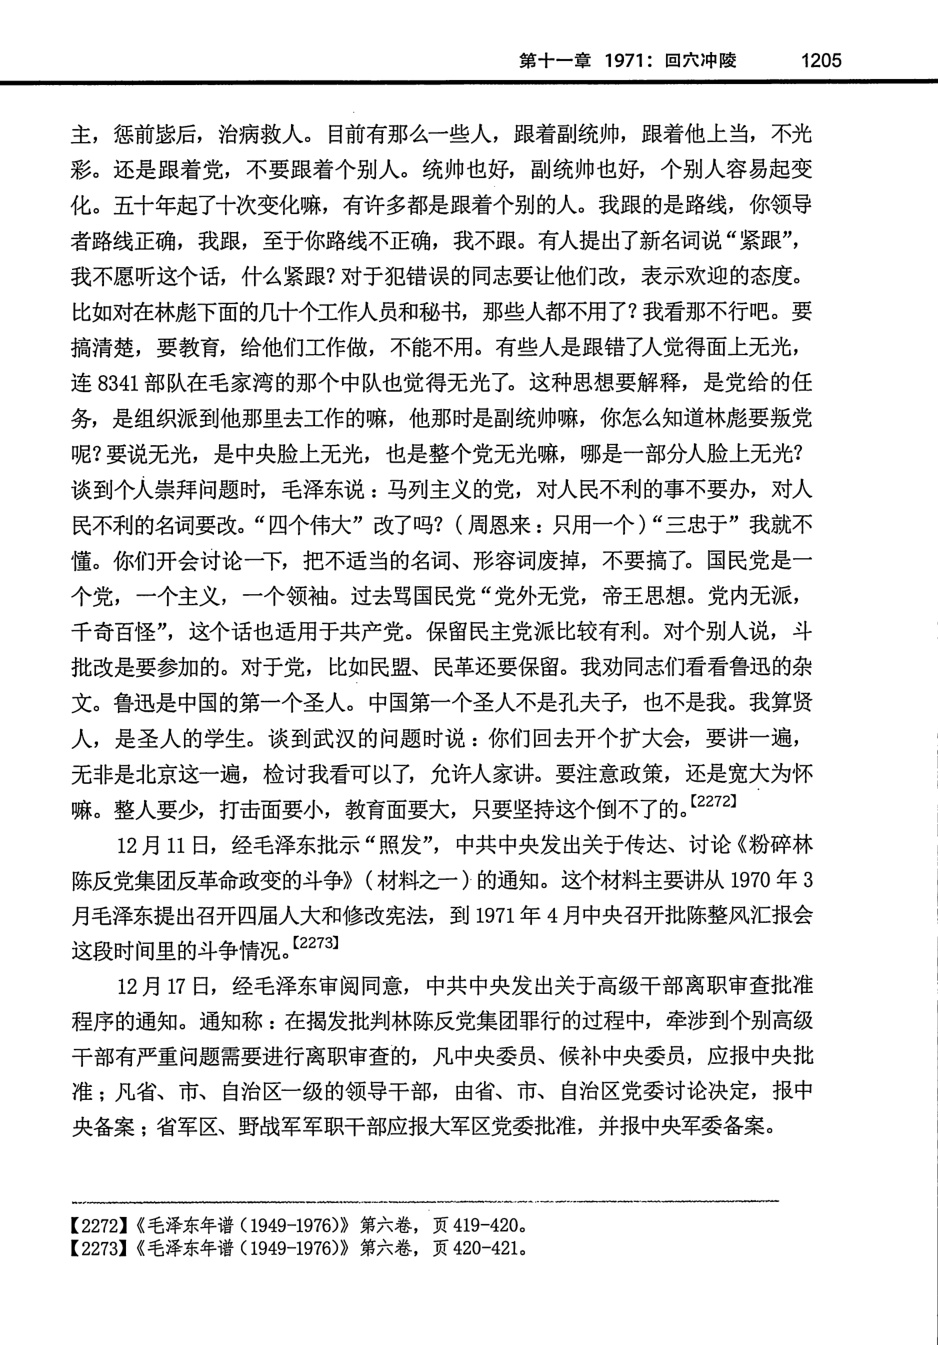 第十一章 1971：回穴冲陵 1205
主，惩前毖后，治病救人。目前有那么一些人，跟着副统帅，跟着他上当，不光
彩。还是跟着党，不要跟着个别人。统帅也好，副统帅也好，个别人容易起变
化。五十年起了十次变化嘛，有许多都是跟着个别的人。我跟的是路线，你领导
者路线正确，我跟，至于你路线不正确，我不跟。有人提出了新名词说“紧跟”，
我不愿听这个话，什么紧跟？对于犯错误的同志要让他们改，表示欢迎的态度。
比如对在林彪下面的几十个工作人员和秘书，那些人都不用了？我看那不行吧。要
搞清楚，要教育，给他们工作做，不能不用。有些人是跟错了人觉得面上无光，
连 8341 部队在毛家湾的那个中队也觉得无光了。这种思想要解释，是党给的任
务，是组织派到他那里去工作的嘛，他那时是副统帅嘛，你怎么知道林彪要叛党
呢？要说无光，是中央脸上无光，也是整个党无光嘛，哪是一部分人脸上无光？
谈到个人崇拜问题时，毛泽东说：马列主义的党，对人民不利的事不要办，对人
民不利的名词要改。“四个伟大”改了吗？（周恩来：只用一个）“三忠于”我就不
懂。你们开会讨论一下，把不适当的名词、形容词废掉，不要搞了。国民党是一
个党，一个主义，一个领袖。过去骂国民党“党外无党，帝王思想。党内无派，
千奇百怪”，这个话也适用于共产党。保留民主党派比较有利。对个别人说，斗
批改是要参加的。对于党，比如民盟、民革还要保留。我劝同志们看看鲁迅的杂
文。鲁迅是中国的第一个圣人。中国第一个圣人不是孔夫子，也不是我。我算贤
人，是圣人的学生。谈到武汉的问题时说：你们回去开个扩大会，要讲一遍，
无非是北京这一遍，检讨我看可以了，允许人家讲。要注意政策，还是宽大为怀
嘛。整人要少，打击面要小，教育面要大，只要坚持这个倒不了的。【2272】
12 月 11 日，经毛泽东批示“照发”，中共中央发出关于传达、讨论《粉碎林
陈反党集团反革命政变的斗争》（材料之一）的通知。这个材料主要讲从 1970 年 3
月毛泽东提出召开四届人大和修改宪法，到 1971 年 4 月中央召开批陈整风汇报会
这段时间里的斗争情况。【2273】
12 月 17 日，经毛泽东审阅同意，中共中央发出关于高级干部离职审查批准
程序的通知。通知称：在揭发批判林陈反党集团罪行的过程中，牵涉到个别高级
干部有严重问题需要进行离职审查的，凡中央委员、候补中央委员，应报中央批
准；凡省、市、自治区一级的领导干部，由省、市、自治区党委讨论决定，报中
央备案；省军区、野战军军职干部应报大军区党委批准，并报中央军委备案。
【2272】《毛泽东年谱（1949-1976）》第六卷，页 419-420。
【2273】《毛泽东年谱（1949-1976）》第六卷，页 420-421。